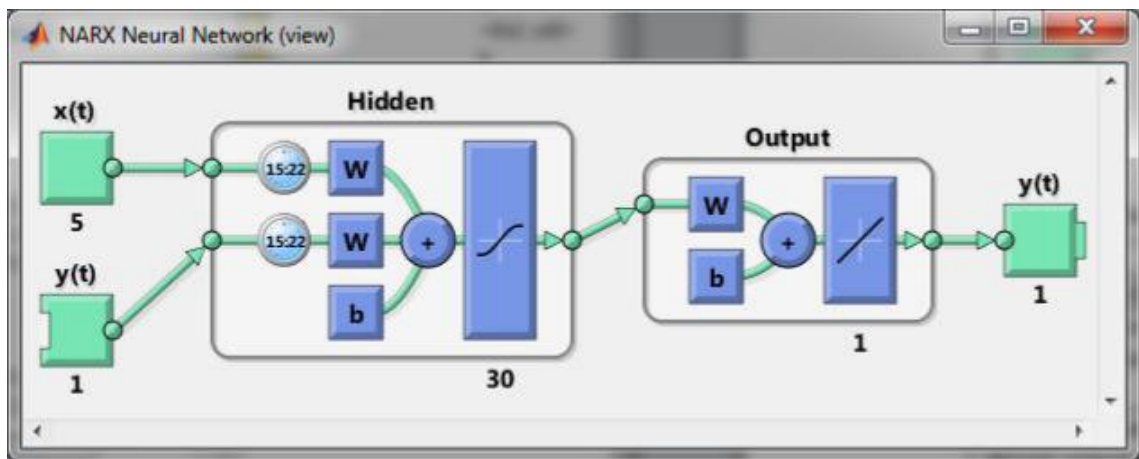 NARX Neural Network (view)
x(t)
5
y(t)
1
Hidden
15:22
W
15:22
W
b
+
30
Output
W
b
+
1
y(t)
1